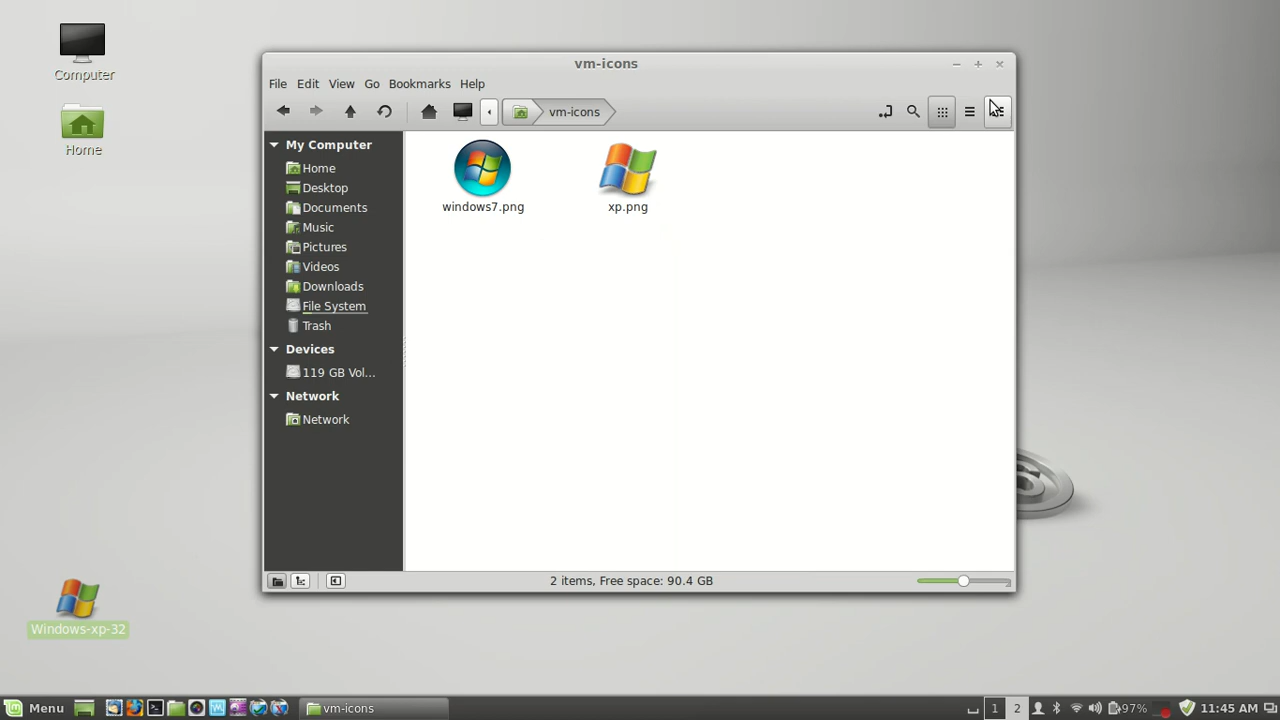 Computer
Home
vm-icons
File Edit View Go Bookmarks Help
vm-icons
My Computer
Home
Desktop
Documents
Music
Pictures
Videos
Downloads
File System
Trash
Devices
119 GB Vol...
Network
Network
windows7.png
xp.png
2 items, Free space: 90.4 GB
Windows-xp-32
Menu
vm-icons
1 2
97%
11:45 AM